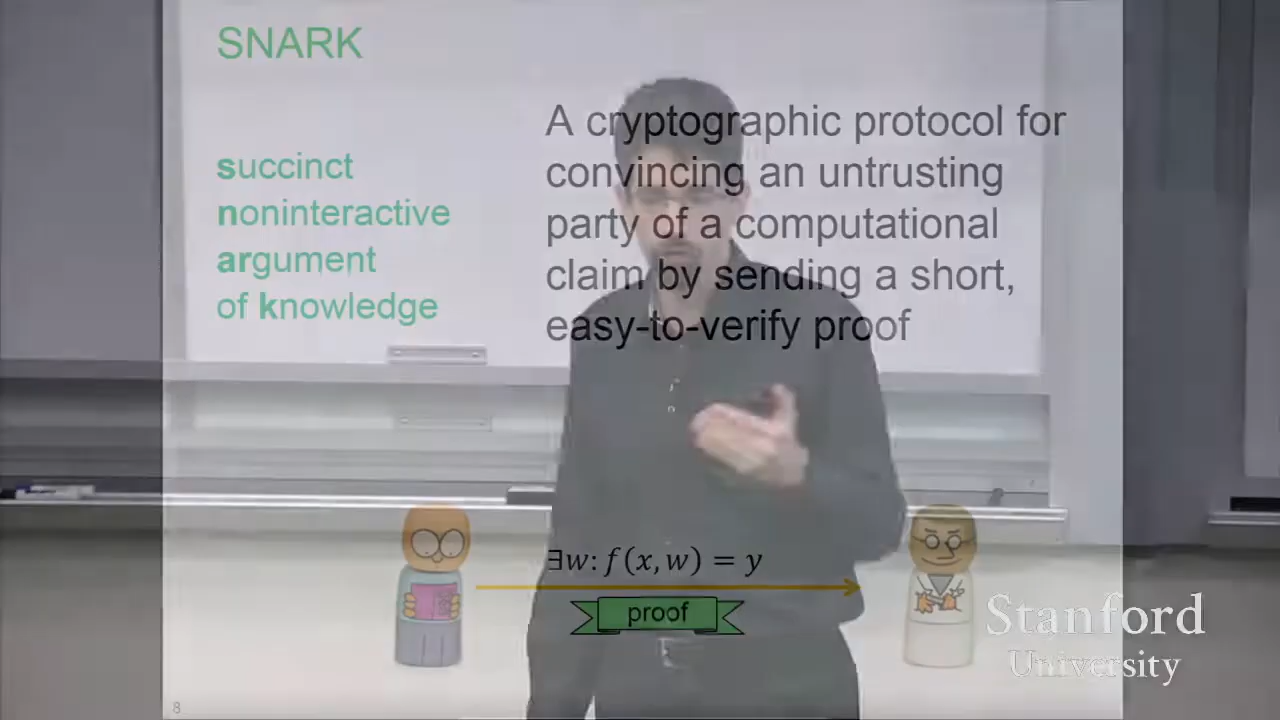 SNARK
succinct
noninteractive
argument
of knowledge
A cryptographic protocol for
convincing an untrusting
party of a computational
claim by sending a short,
easy-to-verify proof
∃w: f(x, w) = y
proof
Stanford
University
8